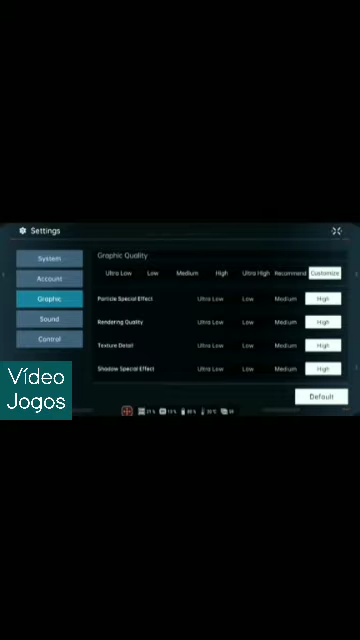 Settings
System
Account
Graphic
Sound
Control
Graphic Quality
Ultra Low Low Medium High Ultra High Recommend Customize
Particle Special Effect Ultra Low Low Medium High
Rendering Quality Ultra Low Low Medium High
Texture Detail Ultra Low Low Medium High
Shadow Special Effect Ultra Low Low Medium High
Default
Vídeo
Jogos